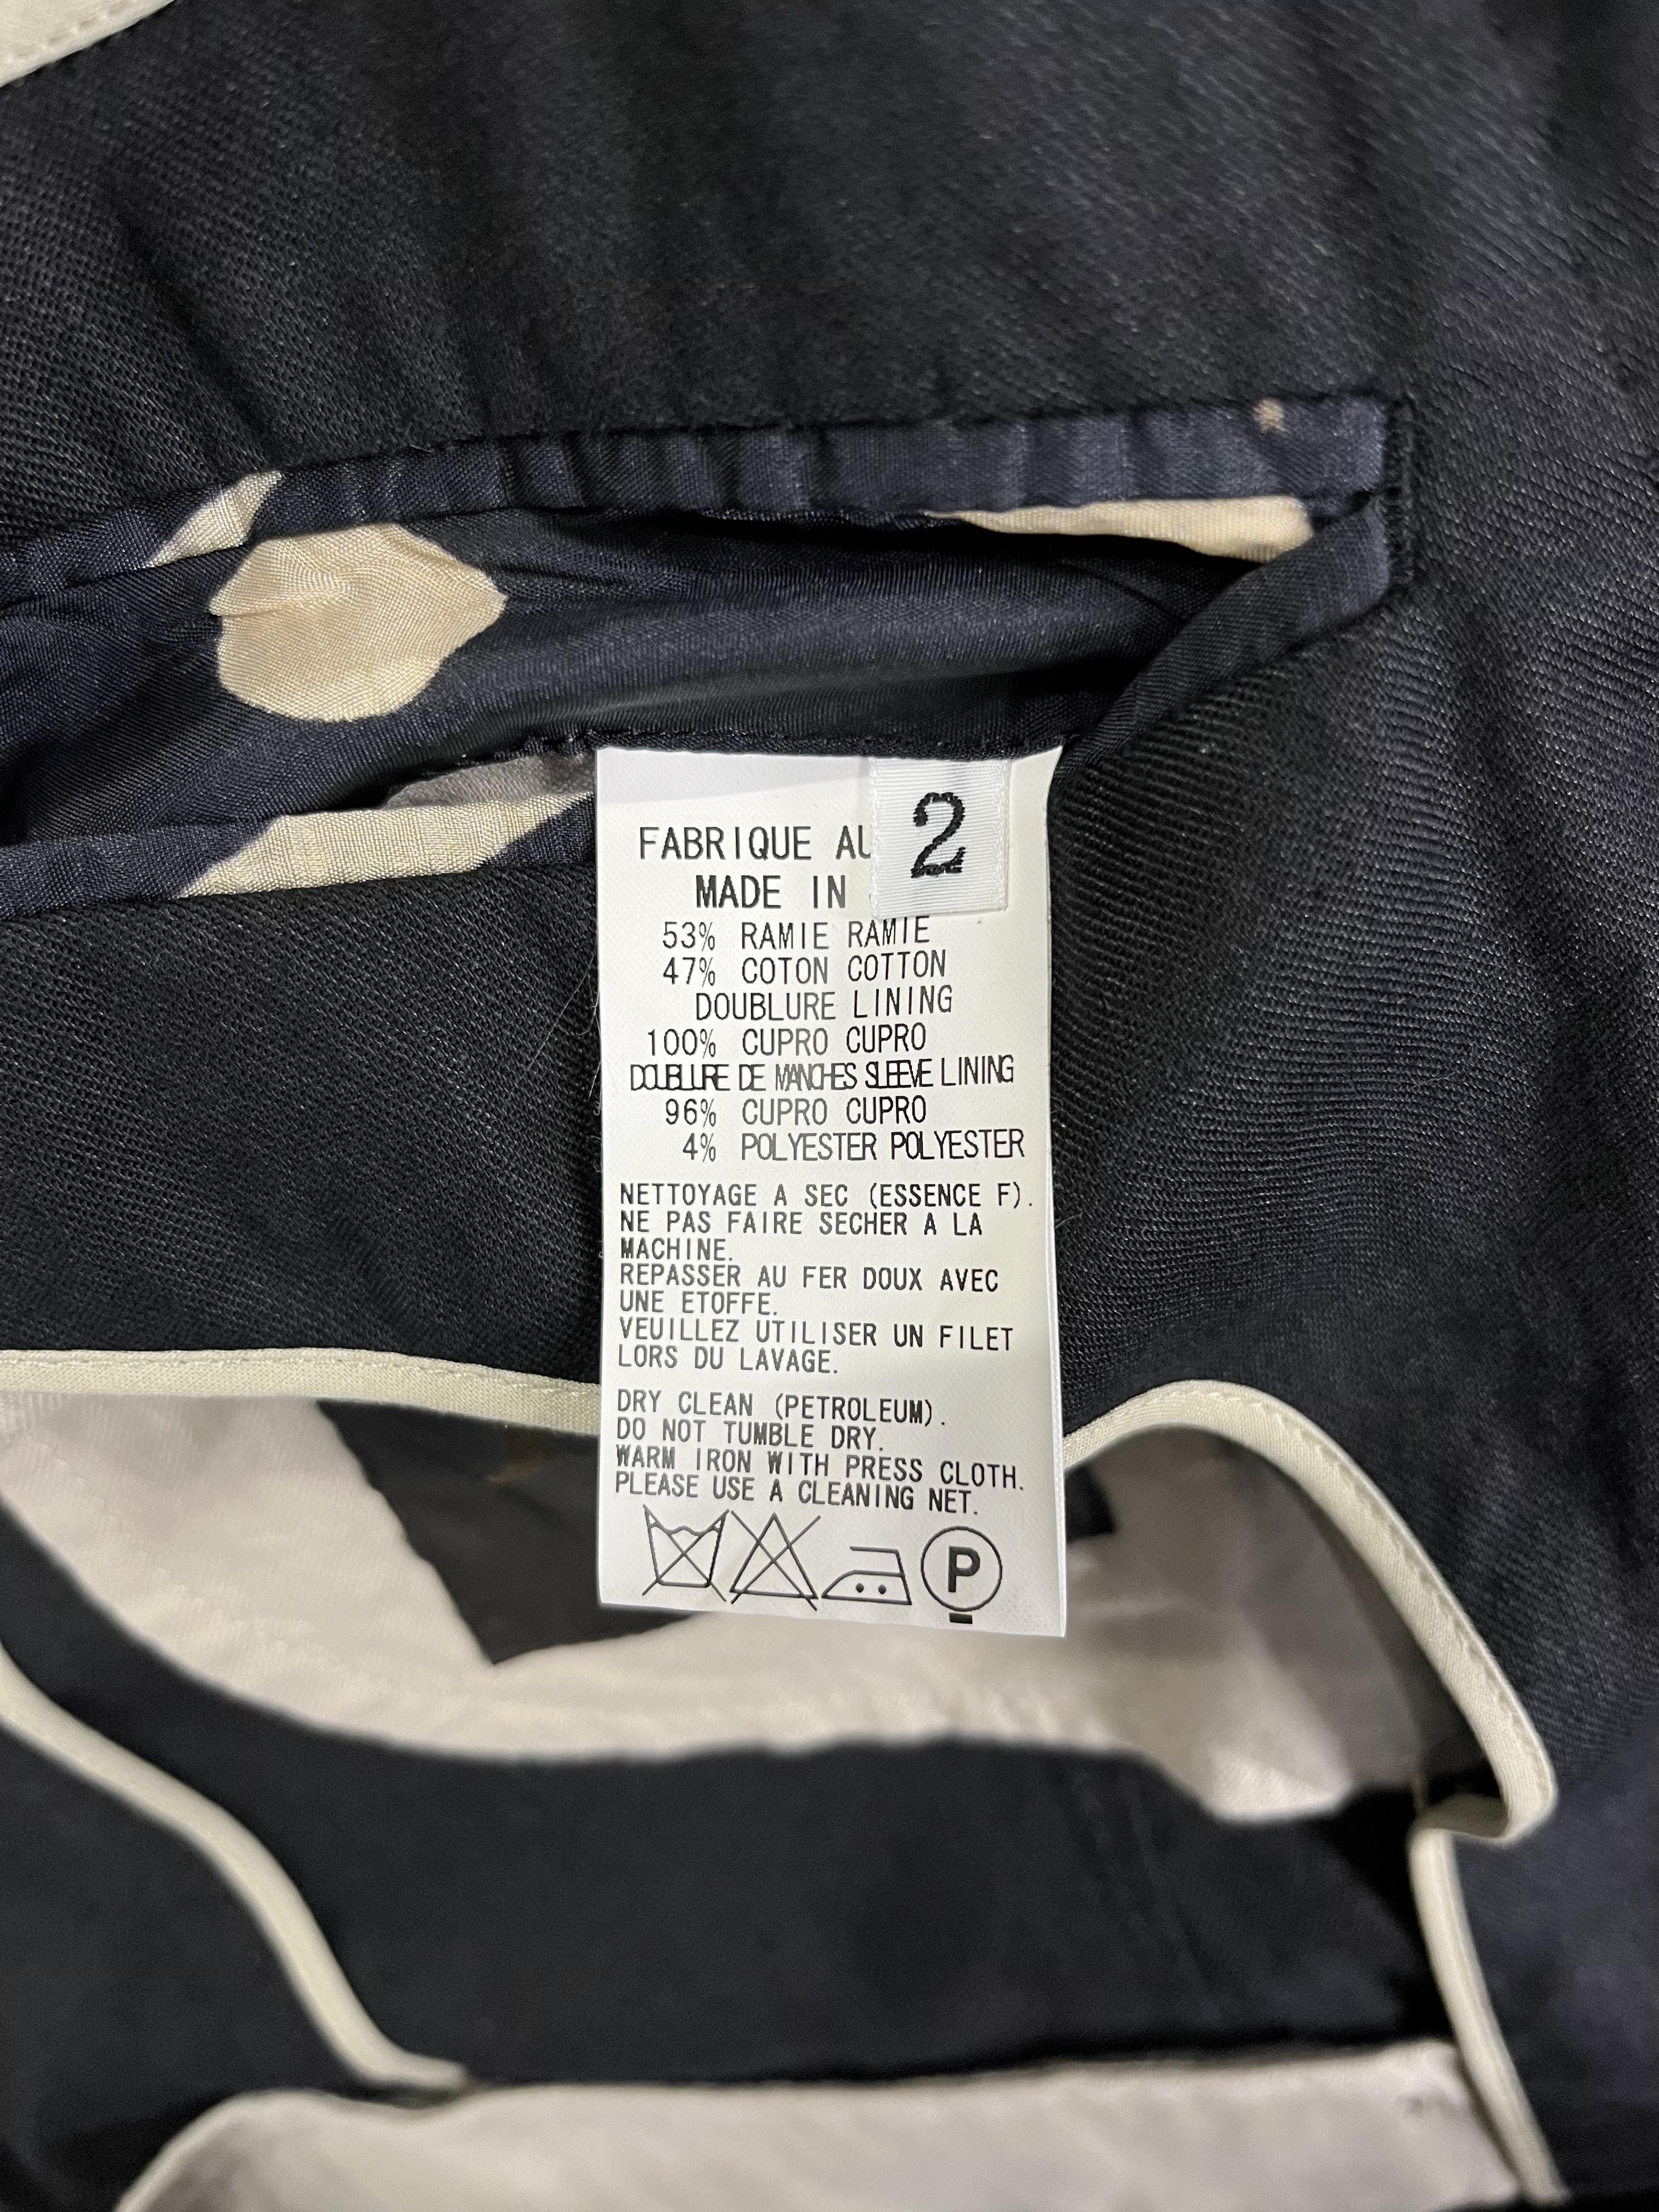 2
FABRIQUE AU
MADE IN
53% RAMIE RAMIE
47% COTON COTTON
DOUBLURE LINING
100% CUPRO CUPRO
DOUBLURE DE MANCHES SLEEVE LINING
96% CUPRO CUPRO
4% POLYESTER POLYESTER
NETTOYAGE A SEC (ESSENCE F).
NE PAS FAIRE SECHER A LA
MACHINE.
REPASSER AU FER DOUX AVEC
UNE ETOFFE.
VEUILLEZ UTILISER UN FILET
LORS DU LAVAGE.
DRY CLEAN (PETROLEUM).
DO NOT TUMBLE DRY.
WARM IRON WITH PRESS CLOTH.
PLEASE USE A CLEANING NET.
P